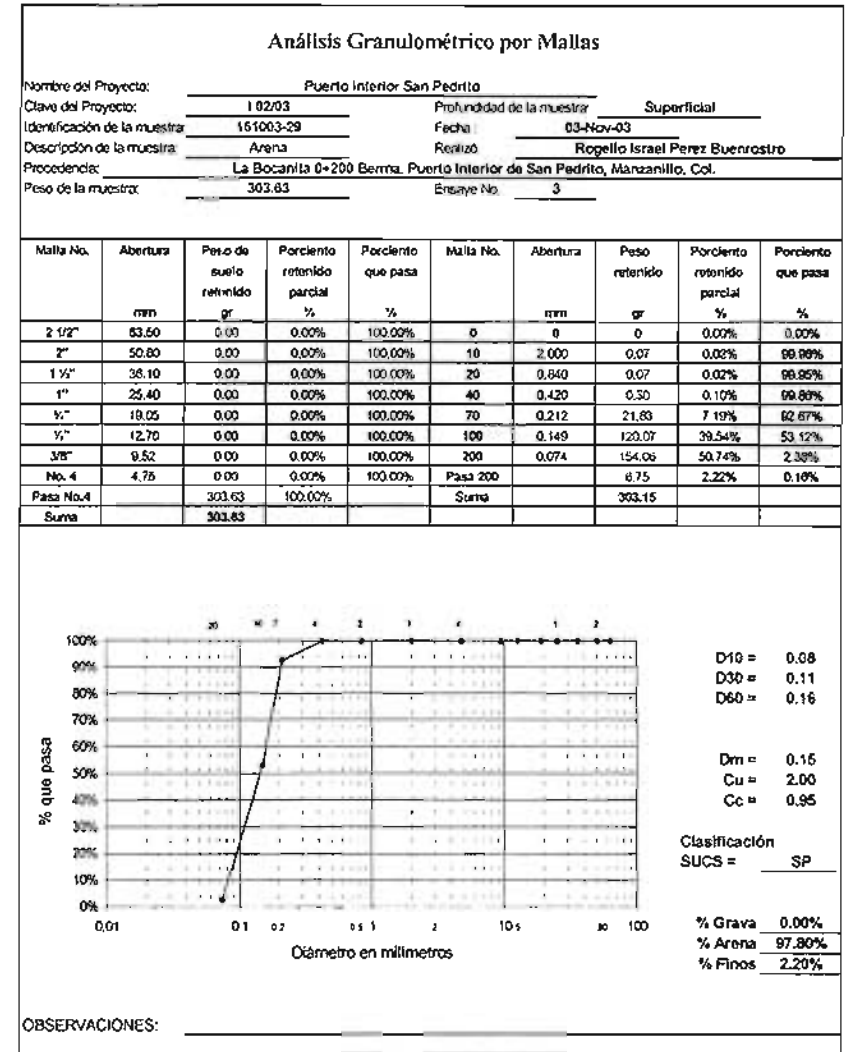 Análisis Granulométrico por Mallas
Nombre del Proyecto: Puerto Interior San Pedrito
Clave del Proyecto: I 02/03 Profundidad de la muestra Superficial
Identificación de la muestra 151003-29 Fecha 03-Nov-03
Descripción de la muestra Arena Realizó Rogelio Israel Perez Buenrostro
Procedencia: La Bocanita 0+200 Berma. Puerto Interior de San Pedrito, Manzanillo, Col.
Peso de la muestra: 303.63 Ensaye No. 3
Malla No. Abertura mm Peso de suelo retenido gr Porciento retenido parcial % Porciento que pasa % Malla No. Abertura mm Peso retenido gr Porciento retenido parcial % Porciento que pasa %
2 1/2" 63.50 0.00 0.00% 100.00% 0 0 0 0.00% 0.00%
2" 50.80 0.00 0.00% 100.00% 10 2.000 0.07 0.02% 99.98%
1 ½" 38.10 0.00 0.00% 100.00% 20 0.840 0.07 0.02% 99.95%
1" 25.40 0.00 0.00% 100.00% 40 0.420 0.30 0.10% 99.86%
19.05 0.00 0.00% 100.00% 70 0.212 21.83 7.19% 92.67%
12.70 0.00 0.00% 100.00% 100 0.149 120.07 39.54% 53.12%
3/8" 9.52 0.00 0.00% 100.00% 200 0.074 154.06 50.74% 2.38%
No. 4 4.75 0.00 0.00% 100.00% Pasa 200 6.75 2.22% 0.16%
Pasa No.4 303.63 100.00% Suma 303.15
Suma 303.63
% que pasa
100%
90%
80%
70%
60%
50%
40%
30%
20%
10%
0%
0,01 0.1 0.2 0.5 1 2 10 100
Diámetro en milimetros
D10 = 0.08
D30 = 0.11
D60 = 0.16
Dm = 0.15
Cu = 2.00
Cc = 0.95
Clasificación
SUCS = SP
% Grava 0.00%
% Arena 97.80%
% Finos 2.20%
OBSERVACIONES: